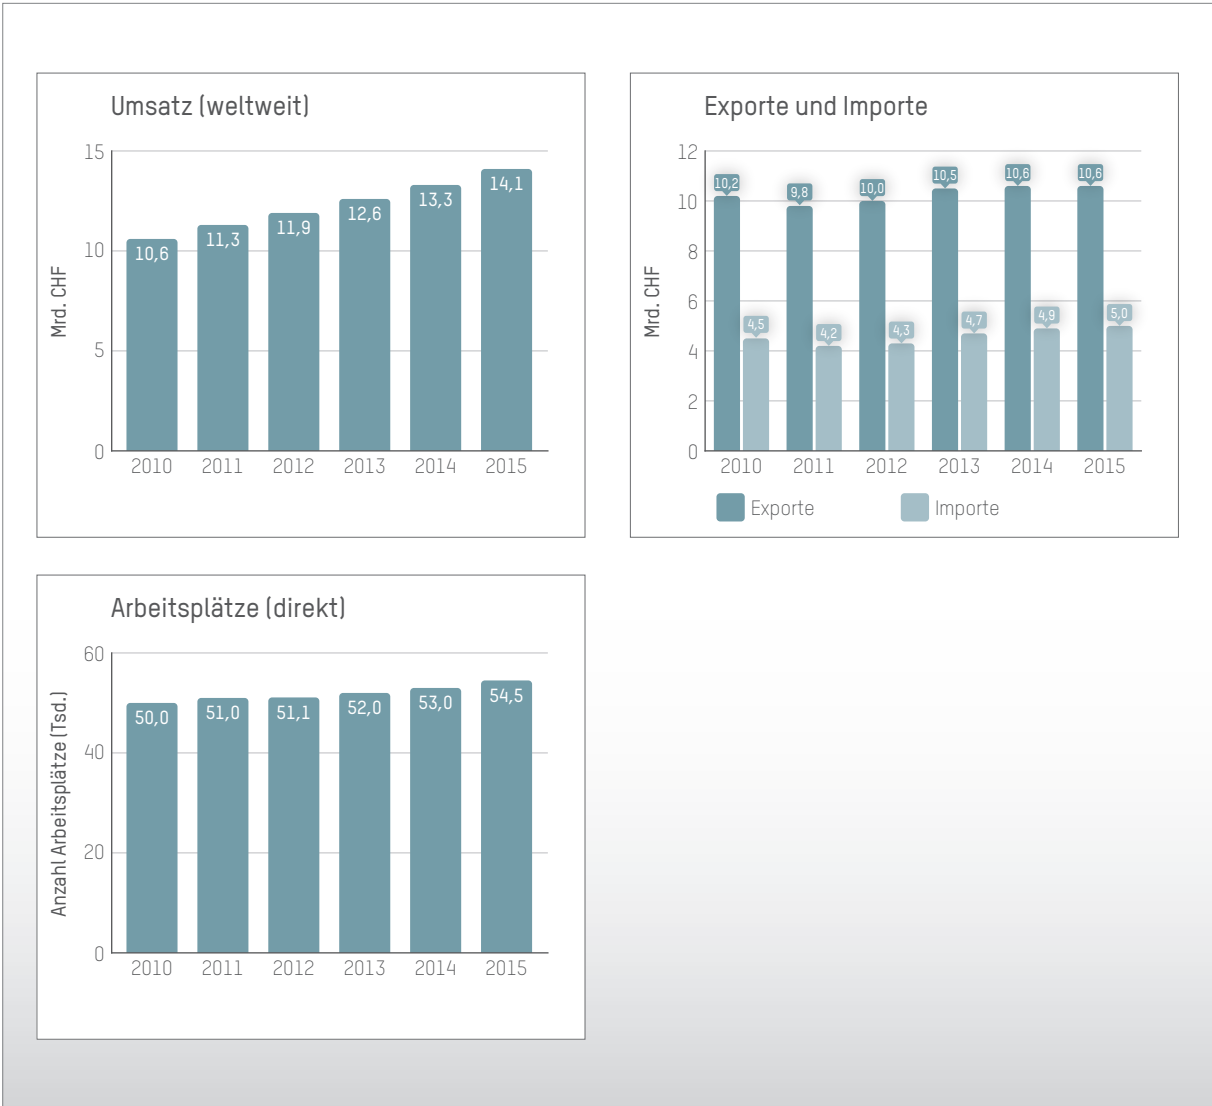 Umsatz (weltweit)
Mrd. CHF
15
10
5
0
10,6
11,3
11,9
12,6
13,3
14,1
2010 2011 2012 2013 2014 2015
Exporte und Importe
Mrd. CHF
12
10
8
6
4
2
0
10,2 9,8 10,0 10,5 10,6 10,6
4,5 4,2 4,3 4,7 4,9 5,0
2010 2011 2012 2013 2014 2015
Exporte Importe
Arbeitsplätze (direkt)
Anzahl Arbeitsplätze (Tsd.)
60
40
20
0
50,0 51,0 51,1 52,0 53,0 54,5
2010 2011 2012 2013 2014 2015